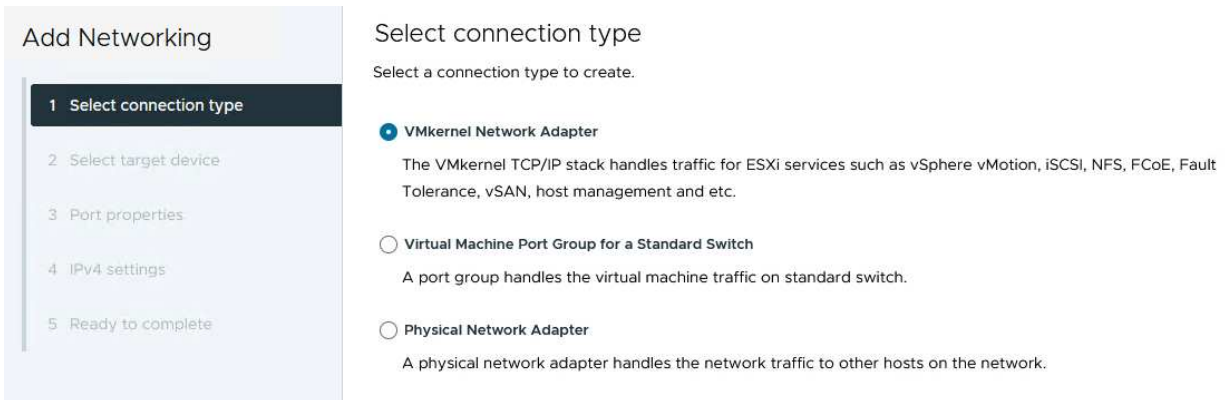 Add Networking
1 Select connection type
2 Select target device
3 Port properties
4 IPv4 settings
5 Ready to complete
Select connection type
Select a connection type to create.
VMkernel Network Adapter
The VMkernel TCP/IP stack handles traffic for ESXi services such as vSphere vMotion, iSCSI, NFS, FCoE, Fault
Tolerance, vSAN, host management and etc.
Virtual Machine Port Group for a Standard Switch
A port group handles the virtual machine traffic on standard switch.
Physical Network Adapter
A physical network adapter handles the network traffic to other hosts on the network.